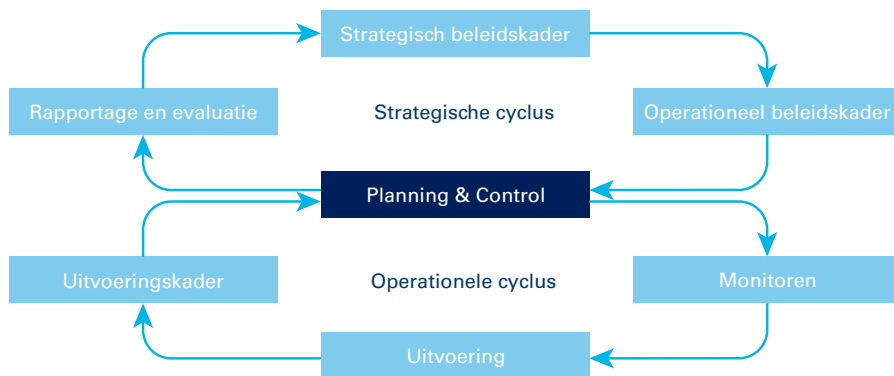 Strategisch beleidskader
Rapportage en evaluatie
Strategische cyclus
Operationeel beleidskader
Planning & Control
Uitvoeringskader
Operationele cyclus
Monitoren
Uitvoering